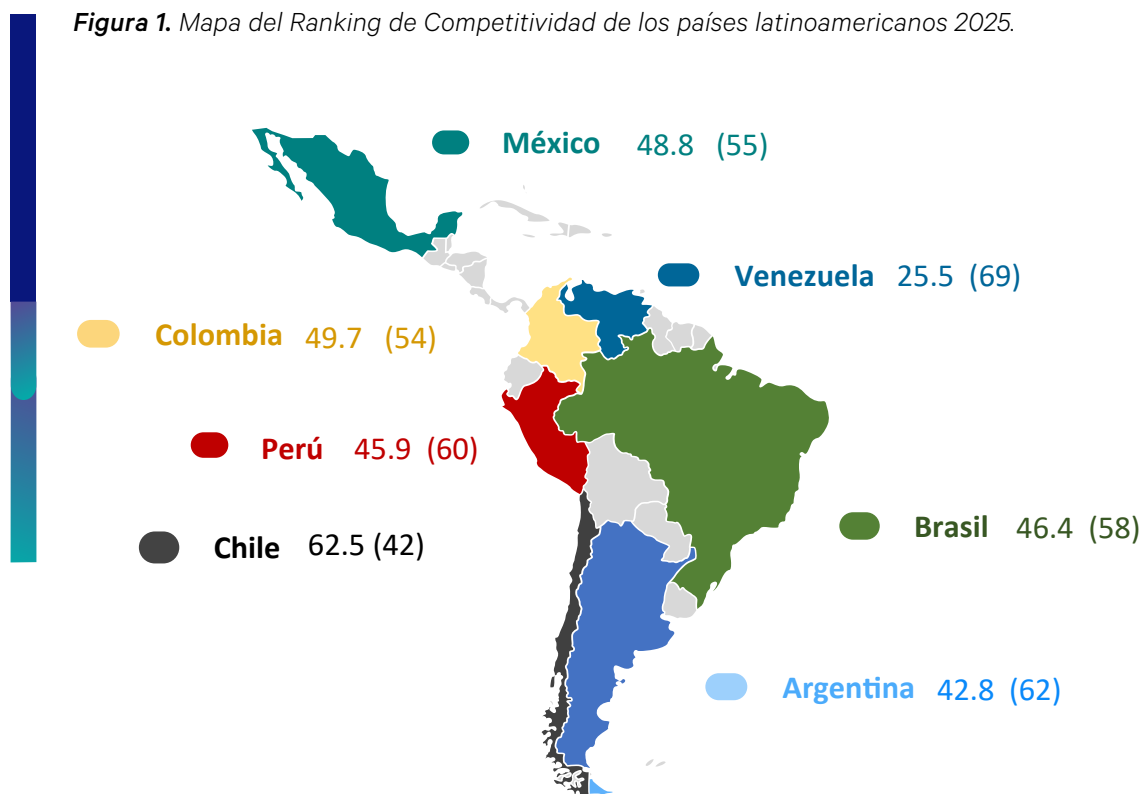 Figura 1. Mapa del Ranking de Competitividad de los países latinoamericanos 2025.
México 48.8 (55)
Venezuela 25.5 (69)
Colombia 49.7 (54)
Perú 45.9 (60)
Brasil 46.4 (58)
Chile 62.5 (42)
Argentina 42.8 (62)